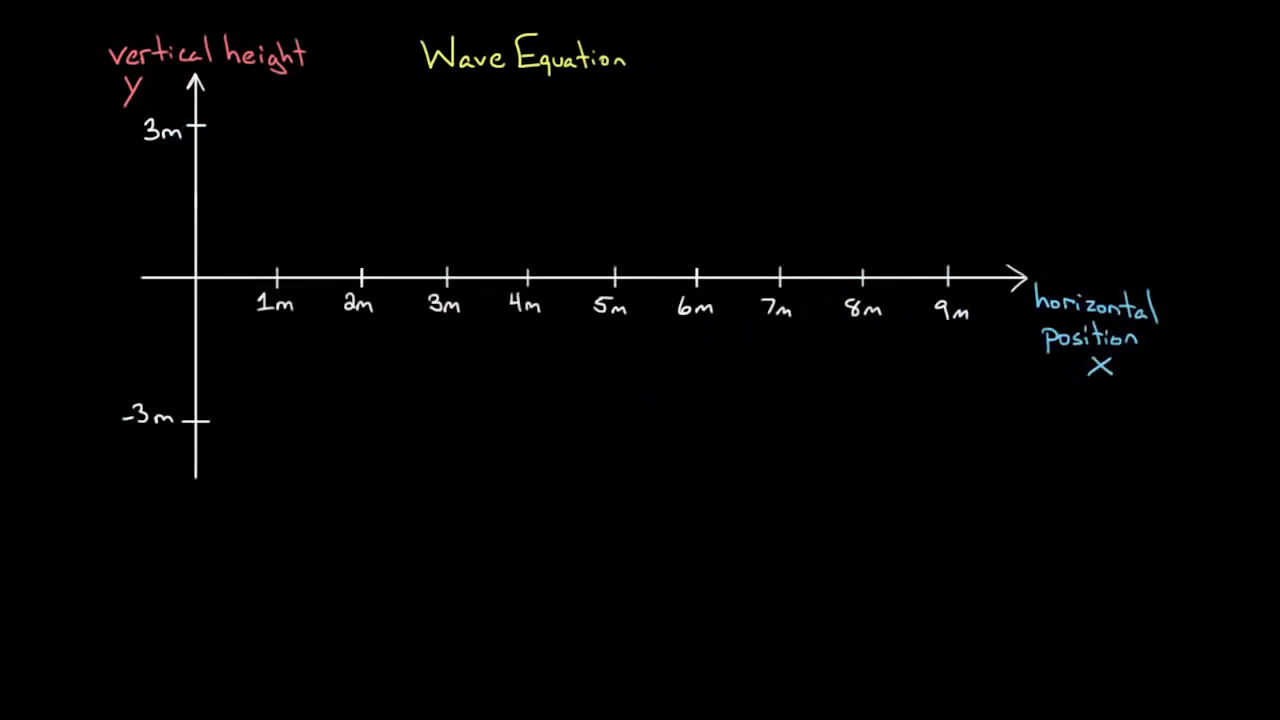 vertical height
y
Wave Equation
3m
1m 2m 3m 4m 5m 6m 7m 8m 9m
horizontal
position
x
-3m